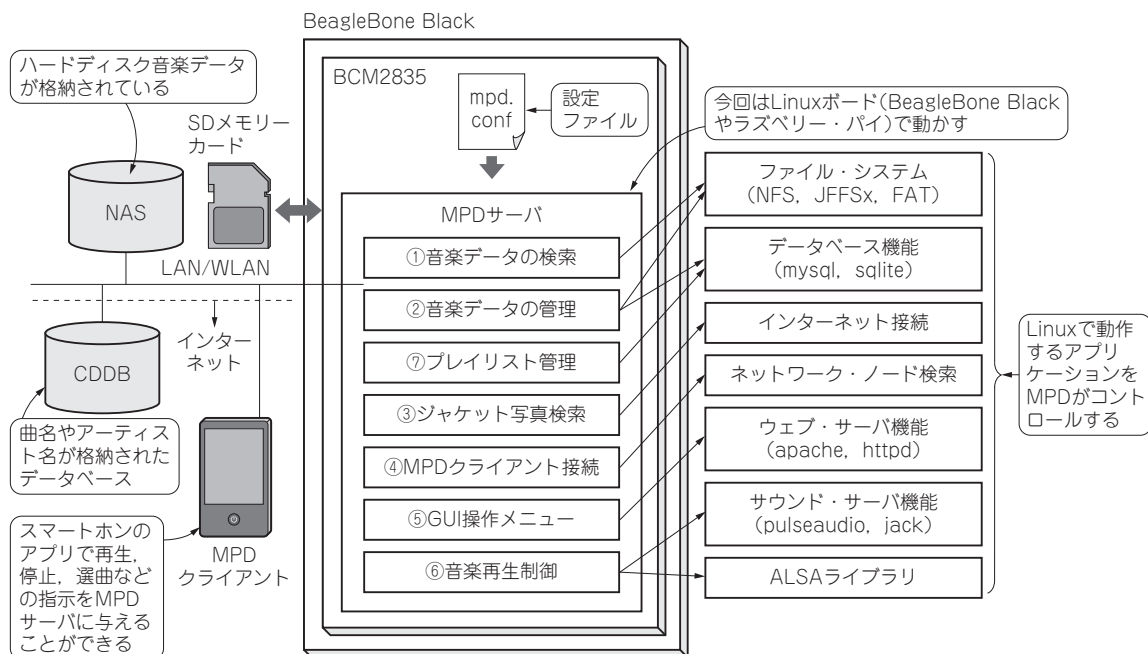 BeagleBone Black
ハードディスク音楽データ
が格納されている
SDメモリー
カード
NAS
LAN/WLAN
インター
ネット
CDDB
曲名やアーティス
ト名が格納された
データベース
スマートホンの
アプリで再生，
停止，選曲など
の指示をMPD
サーバに与える
ことができる
MPD
クライアント
BCM2835
mpd.
conf
設定
ファイル
MPDサーバ
①音楽データの検索
②音楽データの管理
⑦プレイリスト管理
③ジャケット写真検索
④MPDクライアント接続
⑤GUI操作メニュー
⑥音楽再生制御
今回はLinuxボード(BeagleBone Black
やラズベリー・パイ)で動かす
ファイル・システム
(NFS，JFFSx，FAT)
データベース機能
(mysql，sqlite)
インターネット接続
ネットワーク・ノード検索
ウェブ・サーバ機能
(apache，httpd)
サウンド・サーバ機能
(pulseaudio，jack)
ALSAライブラリ
Linuxで動作
するアプリ
ケーションを
MPDがコント
ロールする